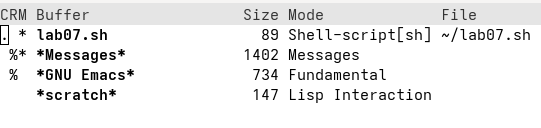 CRM Buffer                Size Mode             File
. * lab07.sh                89 Shell-script[sh] ~/lab07.sh
 %* *Messages*            1402 Messages
 %  *GNU Emacs*            734 Fundamental
    *scratch*              147 Lisp Interaction